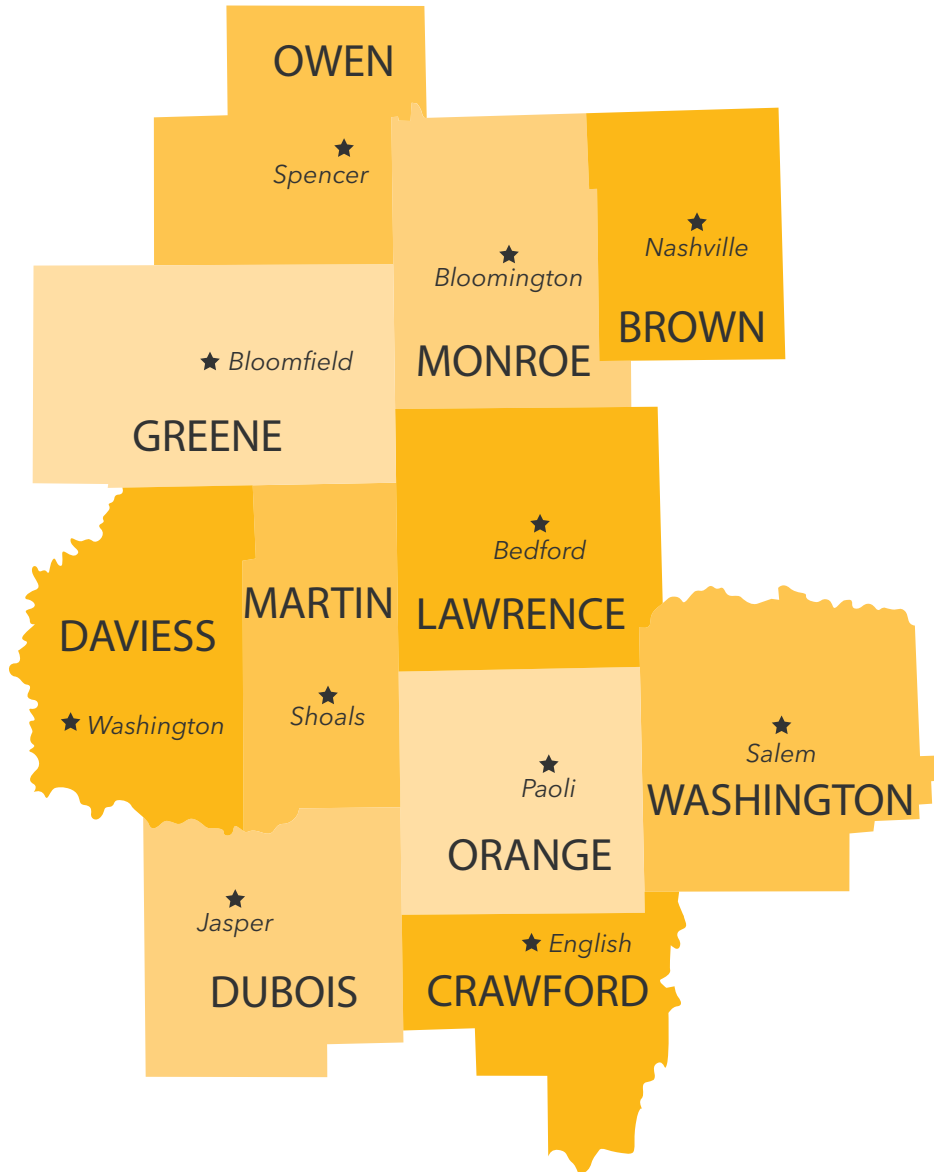 OWEN
Spencer
Nashville
Bloomington
BROWN
MONROE
Bloomfield
GREENE
Bedford
MARTIN
LAWRENCE
DAVIESS
Shoals
Washington
Salem
Paoli
WASHINGTON
ORANGE
Jasper
English
DUBOIS
CRAWFORD